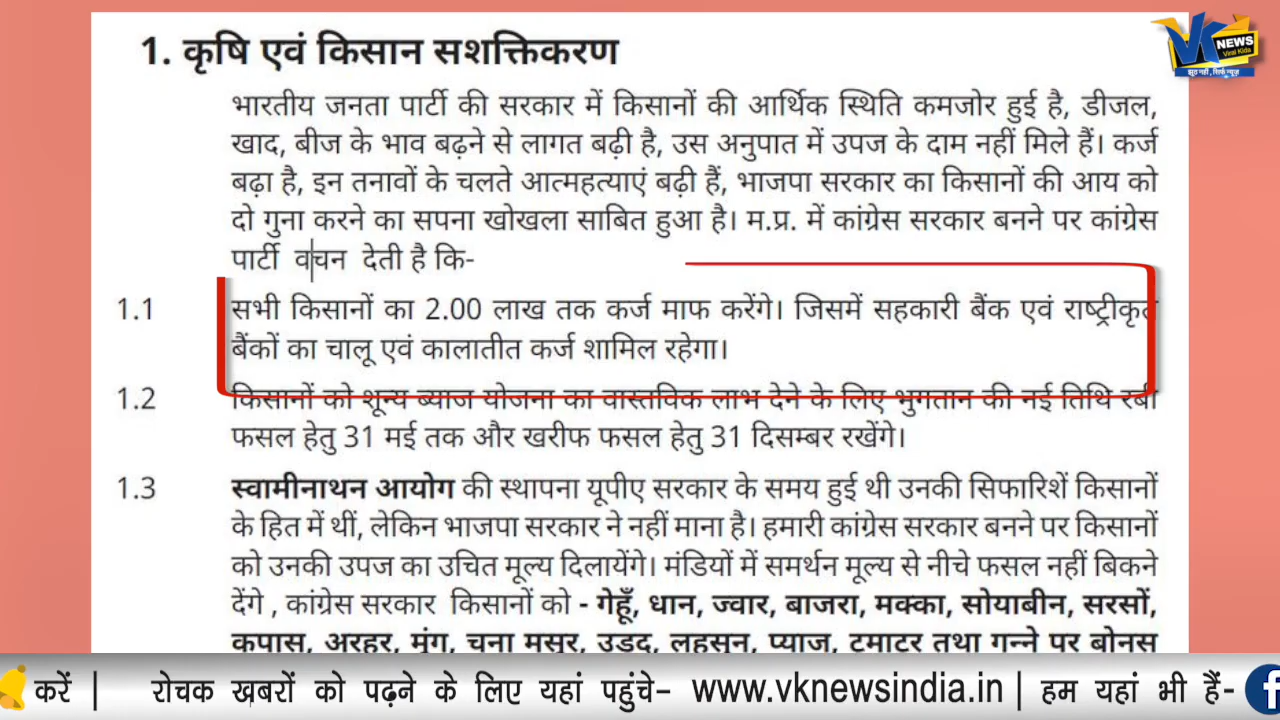 VK NEWS
Viral Kida
झूठ नहीं, सिर्फ न्यूज़
1. कृषि एवं किसान सशक्तिकरण
भारतीय जनता पार्टी की सरकार में किसानों की आर्थिक स्थिति कमजोर हुई है, डीजल,
खाद, बीज के भाव बढ़ने से लागत बढ़ी है, उस अनुपात में उपज के दाम नहीं मिले हैं। कर्ज
बढ़ा है, इन तनावों के चलते आत्महत्याएं बढ़ी हैं, भाजपा सरकार का किसानों की आय को
दो गुना करने का सपना खोखला साबित हुआ है। म.प्र. में कांग्रेस सरकार बनने पर कांग्रेस
पार्टी वचन देती है कि-
1.1 सभी किसानों का 2.00 लाख तक कर्ज माफ करेंगे। जिसमें सहकारी बैंक एवं राष्ट्रीकृत
बैंकों का चालू एवं कालातीत कर्ज शामिल रहेगा।
1.2 किसानों को शून्य ब्याज योजना का वास्तविक लाभ देने के लिए भुगतान की नई तिथि रबी
फसल हेतु 31 मई तक और खरीफ फसल हेतु 31 दिसम्बर रखेंगे।
1.3 स्वामीनाथन आयोग की स्थापना यूपीए सरकार के समय हुई थी उनकी सिफारिशें किसानों
के हित में थीं, लेकिन भाजपा सरकार ने नहीं माना है। हमारी कांग्रेस सरकार बनने पर किसानों
को उनकी उपज का उचित मूल्य दिलायेंगे। मंडियों में समर्थन मूल्य से नीचे फसल नहीं बिकने
देंगे , कांग्रेस सरकार किसानों को - गेहूँ, धान, ज्वार, बाजरा, मक्का, सोयाबीन, सरसों,
कपास, अरहर, मूंग, चना मसूर, उड़द, लहसुन, प्याज, टमाटर तथा गन्ने पर बोनस
करें | रोचक ख़बरों को पढ़ने के लिए यहां पहुंचे- www.vknewsindia.in | हम यहां भी हैं-